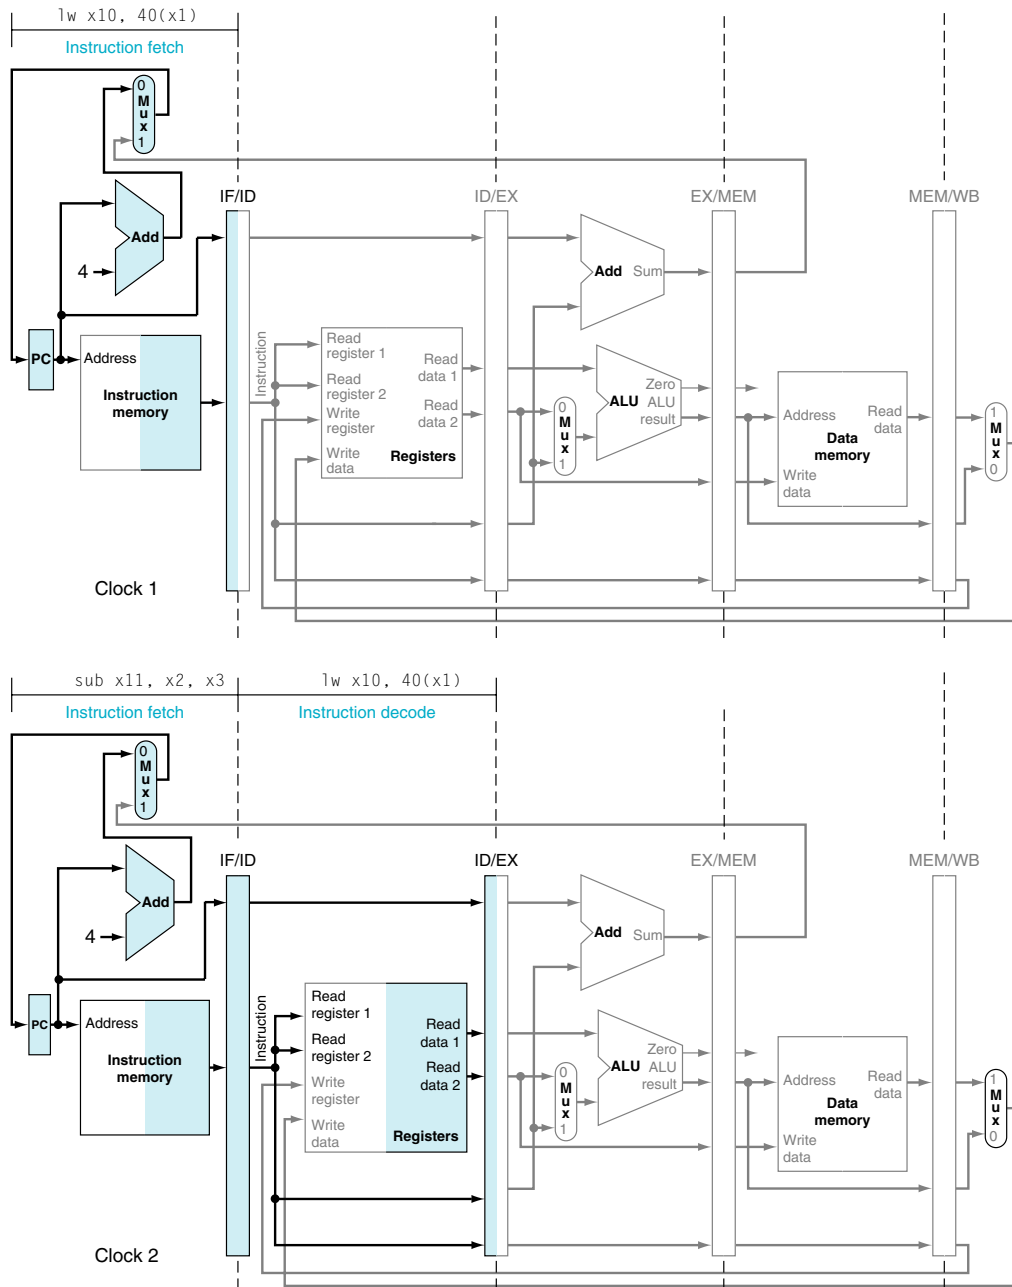 lw x10, 40(x1)
Instruction fetch
0
M
u
x
1
IF/ID
ID/EX
EX/MEM
MEM/WB
Add
4
Add Sum
PC
Address
Instruction
memory
Instruction
Read
register 1
Read
register 2
Write
register
Write
data
Read
data 1
Read
data 2
Registers
0
M
u
x
1
ALU
Zero
ALU
result
Address
Write
data
Read
data
Data
memory
1
M
u
x
0
Clock 1
sub x11, x2, x3
lw x10, 40(x1)
Instruction fetch
Instruction decode
0
M
u
x
1
IF/ID
ID/EX
EX/MEM
MEM/WB
Add
4
Add Sum
PC
Address
Instruction
memory
Instruction
Read
register 1
Read
register 2
Write
register
Write
data
Read
data 1
Read
data 2
Registers
0
M
u
x
1
ALU
Zero
ALU
result
Address
Write
data
Read
data
Data
memory
1
M
u
x
0
Clock 2